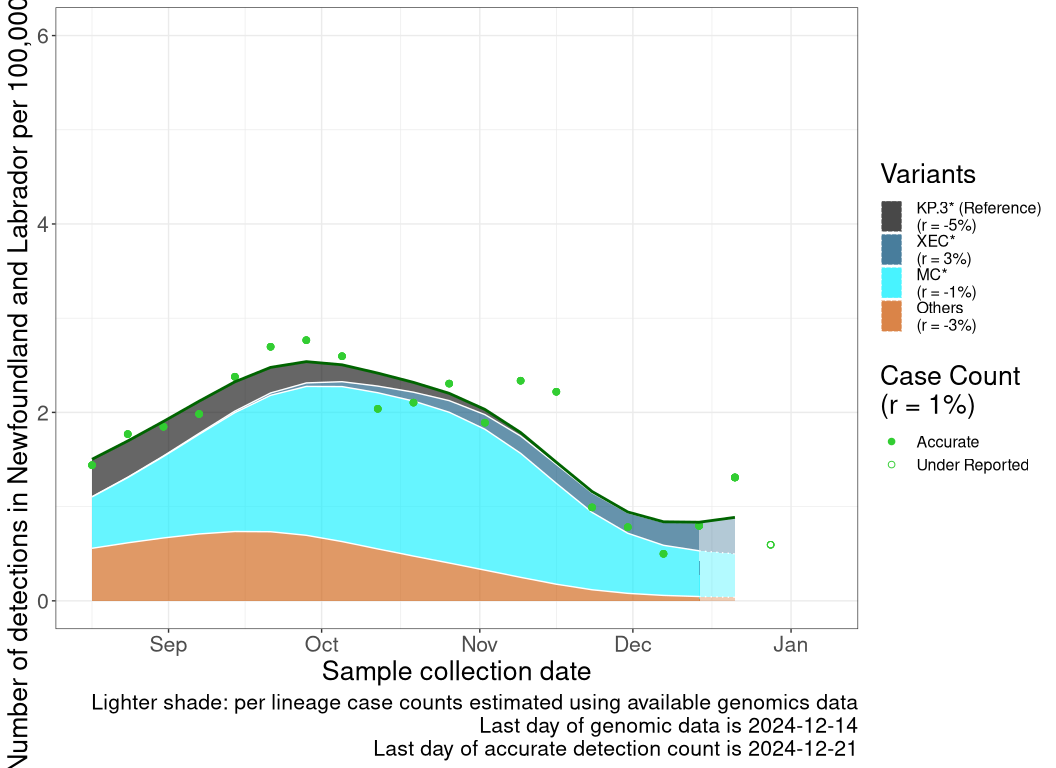 Number of detections in Newfoundland and Labrador per 100,000
6
4
2
0
Sep
Oct
Nov
Dec
Jan
Sample collection date
Lighter shade: per lineage case counts estimated using available genomics data
Last day of genomic data is 2024-12-14
Last day of accurate detection count is 2024-12-21
Variants
KP.3* (Reference)
(r = -5%)
XEC*
(r = 3%)
MC*
(r = -1%)
Others
(r = -3%)
Case Count
(r = 1%)
Accurate
Under Reported